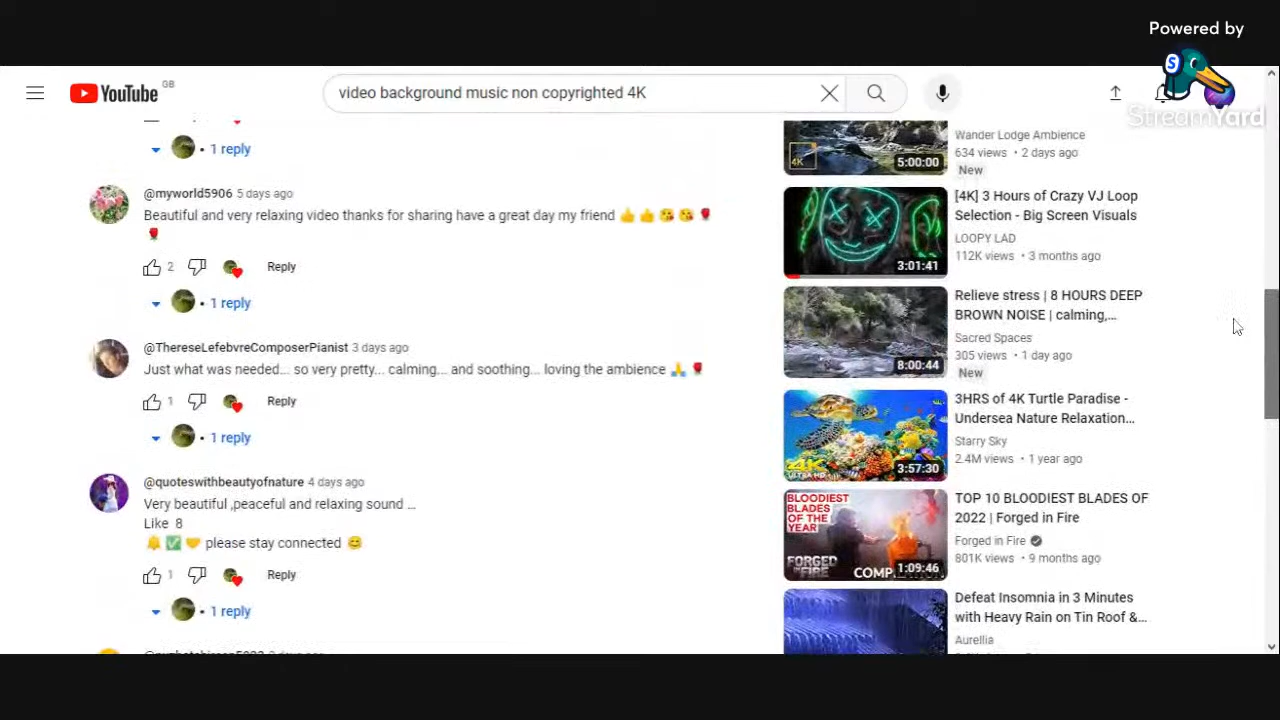 Powered by
StreamYard
YouTube GB
video background music non copyrighted 4K
1 reply
@myworld5906 5 days ago
Beautiful and very relaxing video thanks for sharing have a great day my friend 👍👍😘😘🌹
🌹
2 Reply
1 reply
@ThereseLefebvreComposerPianist 3 days ago
Just what was needed... so very pretty... calming... and soothing... loving the ambience 🙏🌹
1 Reply
1 reply
@quoteswithbeautyofnature 4 days ago
Very beautiful ,peaceful and relaxing sound ...
Like 8
🔔✅🤝 please stay connected 😊
1 Reply
1 reply
4K
5:00:00
Wander Lodge Ambience
634 views • 2 days ago
New
3:01:41
[4K] 3 Hours of Crazy VJ Loop
Selection - Big Screen Visuals
LOOPY LAD
112K views • 3 months ago
8:00:44
Relieve stress | 8 HOURS DEEP
BROWN NOISE | calming,...
Sacred Spaces
305 views • 1 day ago
New
4K
ULTRA HD
3:57:30
3HRS of 4K Turtle Paradise -
Undersea Nature Relaxation...
Starry Sky
2.4M views • 1 year ago
BLOODIEST
BLADES
OF THE
YEAR
FORGED
IN FIRE
1:09:46
TOP 10 BLOODIEST BLADES OF
2022 | Forged in Fire
Forged in Fire
801K views • 9 months ago
Defeat Insomnia in 3 Minutes
with Heavy Rain on Tin Roof &...
Aurellia